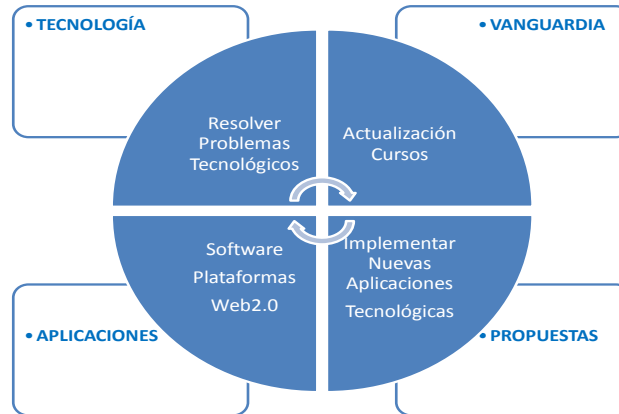 • TECNOLOGÍA
• VANGUARDIA
Resolver
Problemas
Tecnológicos
Actualización
Cursos
Software
Plataformas
Web2.0
Implementar
Nuevas
Aplicaciones
Tecnológicas
• APLICACIONES
• PROPUESTAS